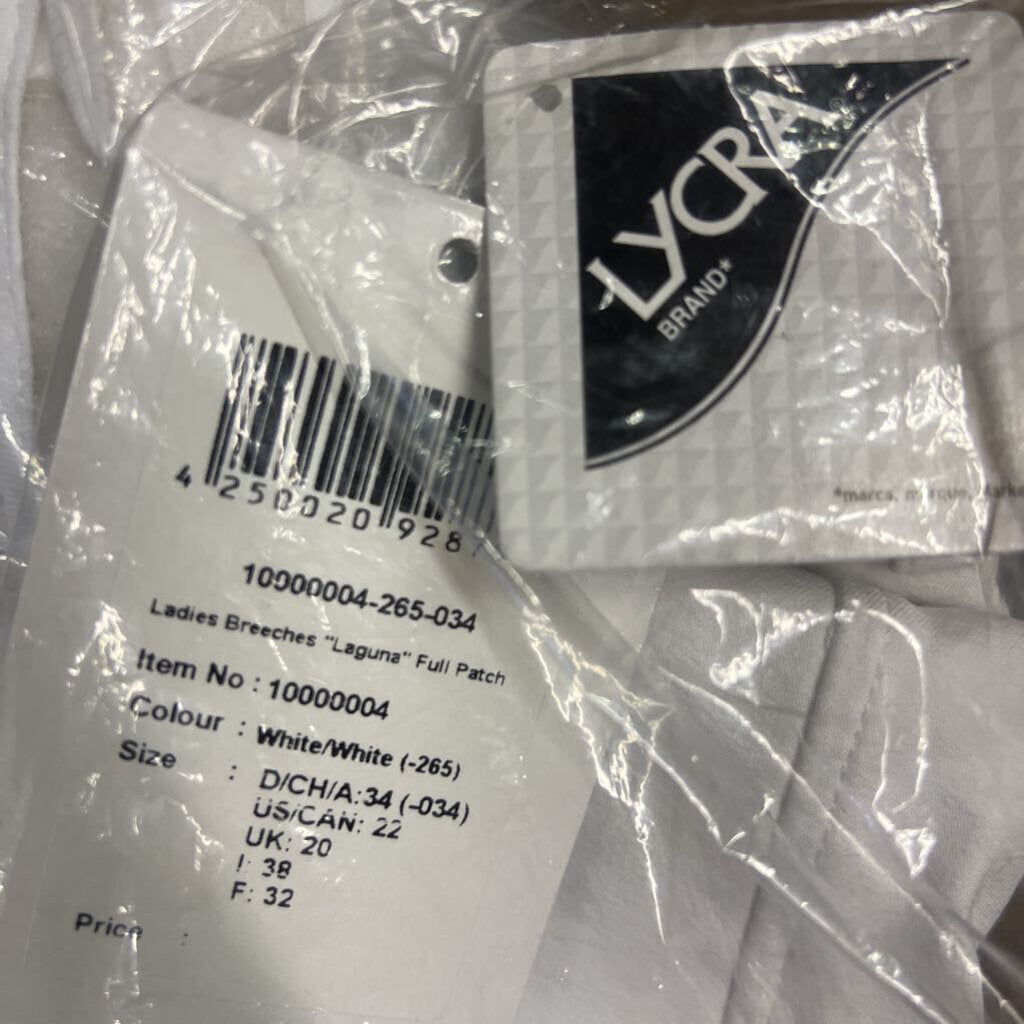 LYCRA
BRAND*
*marca,
4 250020 928
10000004-265-034
Ladies Breeches "Laguna" Full Patch
Item No : 10000004
Colour : White/White (-265)
Size : D/CH/A:34 (-034)
US/CAN: 22
UK: 20
I: 38
F: 32
Price :